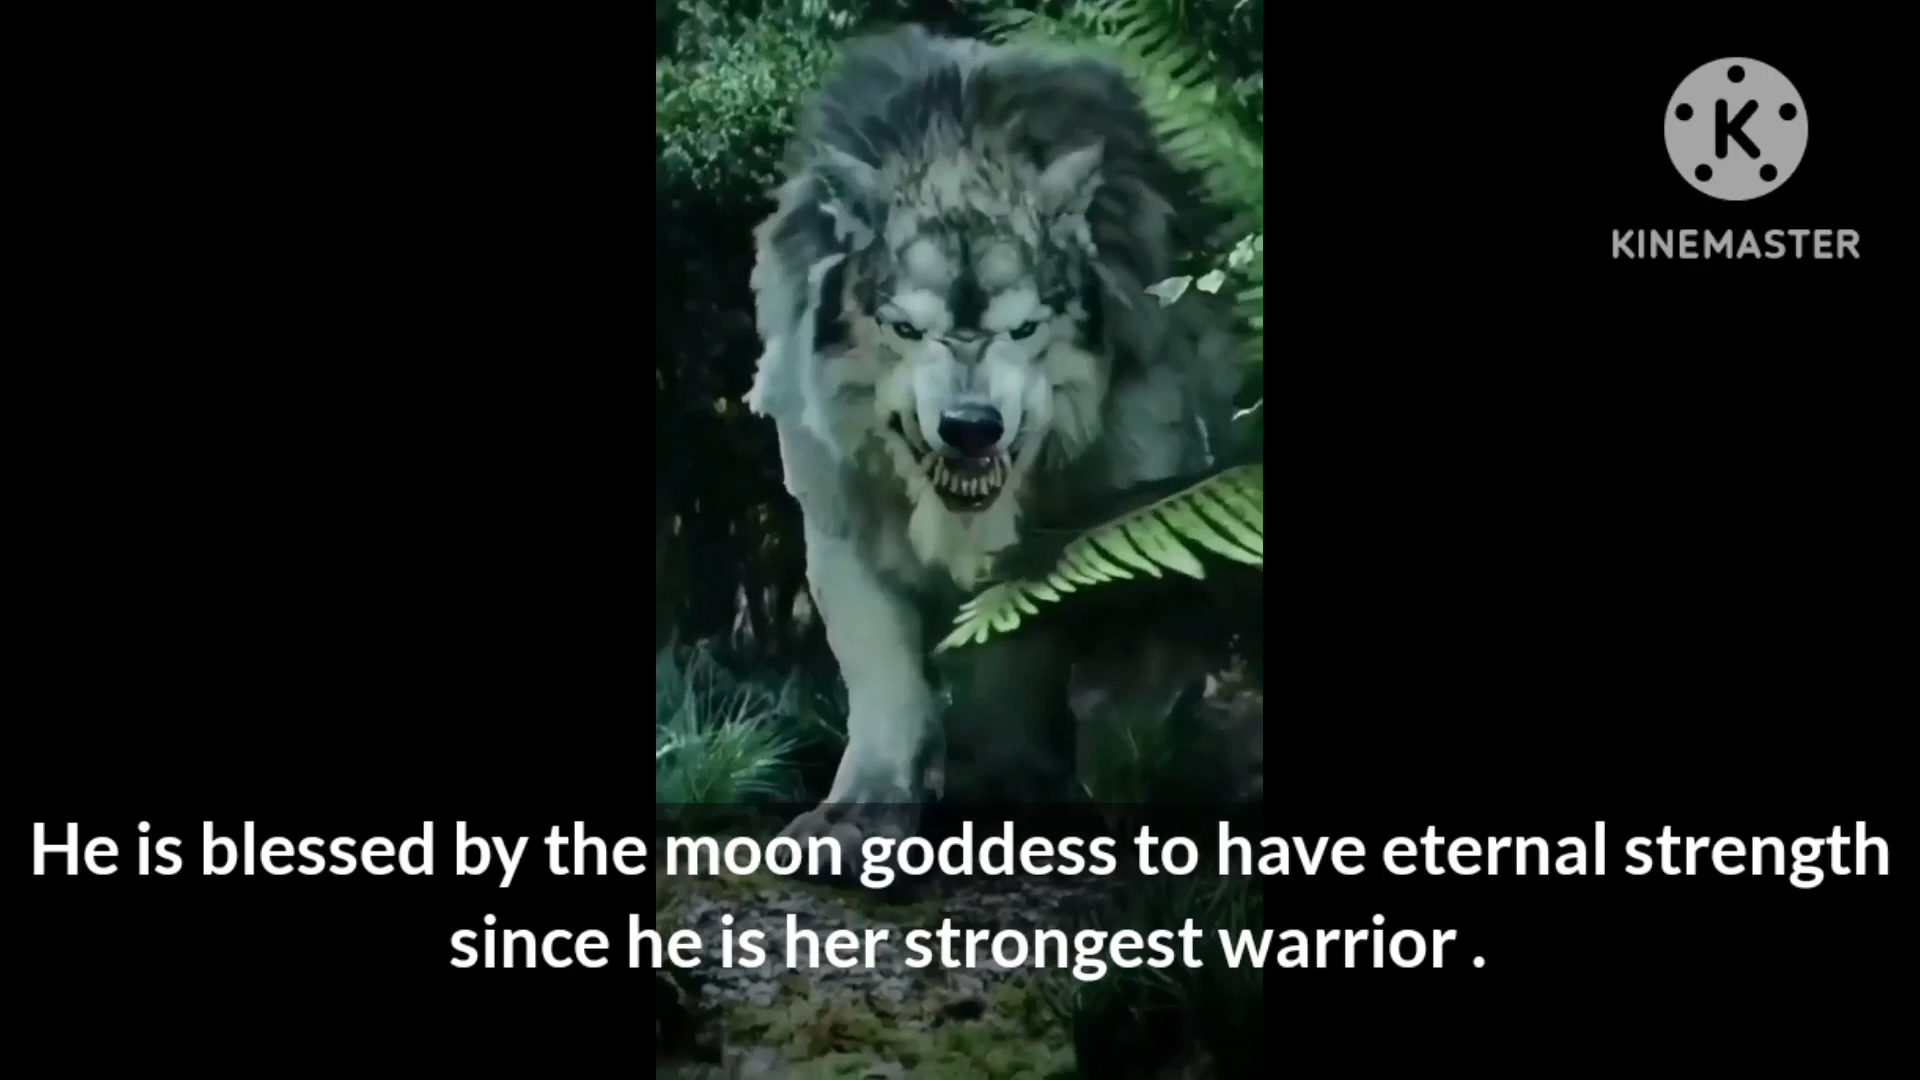 K
KINEMASTER
He is blessed by the moon goddess to have eternal strength
since he is her strongest warrior .